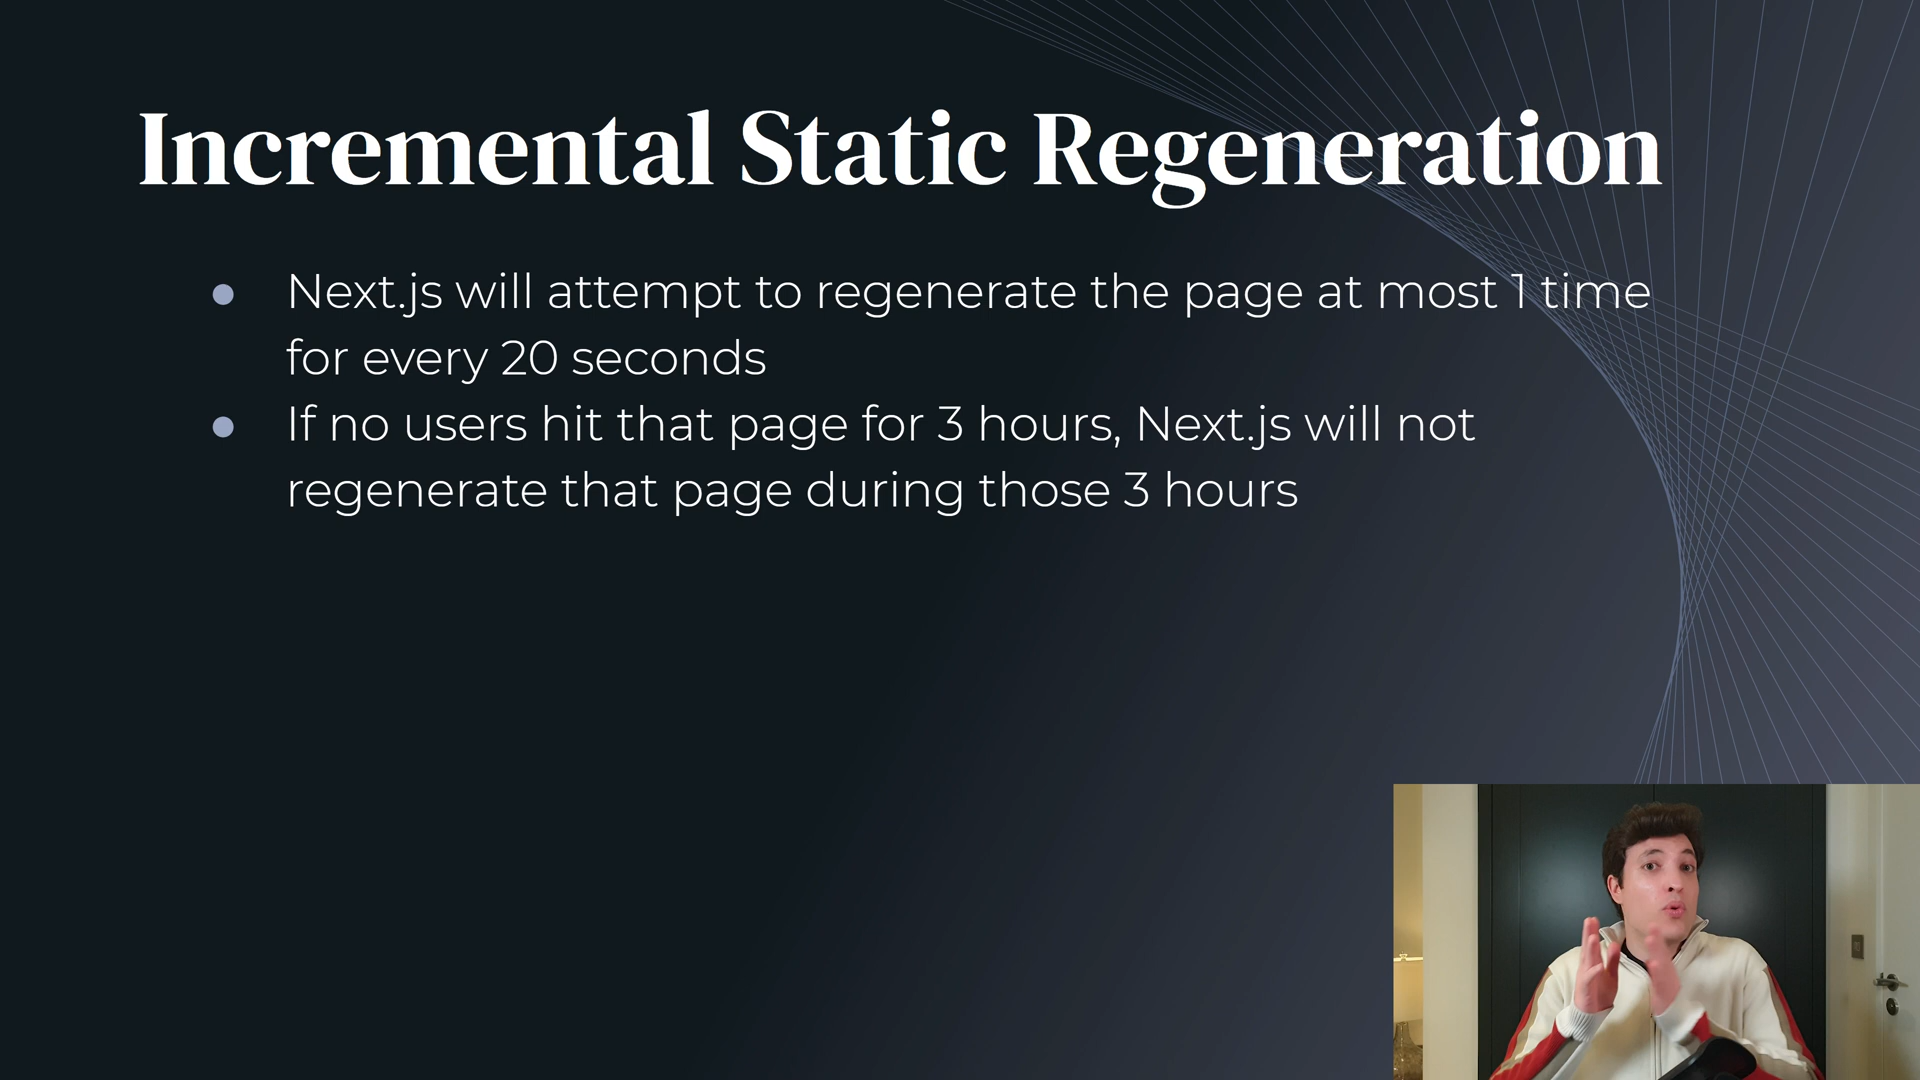 Incremental Static Regeneration
Next.js will attempt to regenerate the page at most 1 time
for every 20 seconds
If no users hit that page for 3 hours, Next.js will not
regenerate that page during those 3 hours